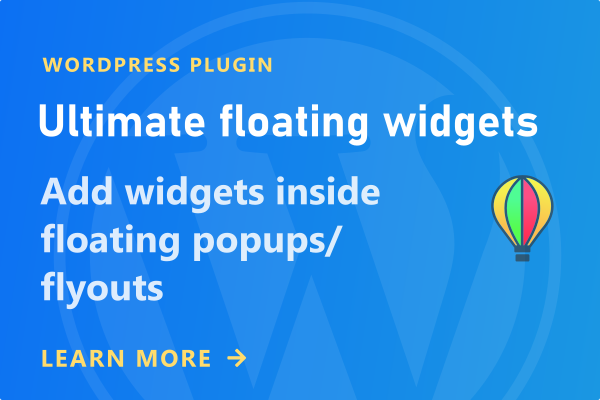 WORDPRESS PLUGIN
Ultimate floating widgets
Add widgets inside
floating popups/
flyouts
LEARN MORE →